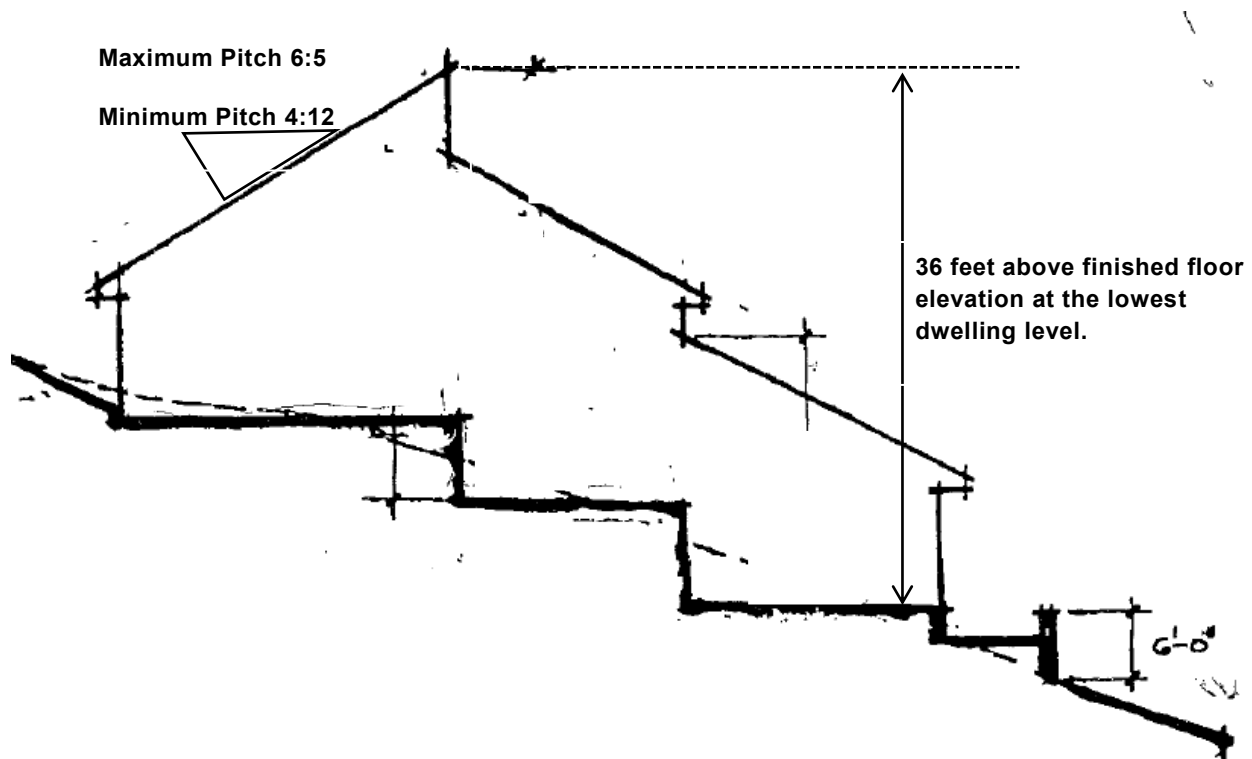 Maximum Pitch 6:5
Minimum Pitch 4:12
36 feet above finished floor
elevation at the lowest
dwelling level.
6'-0"